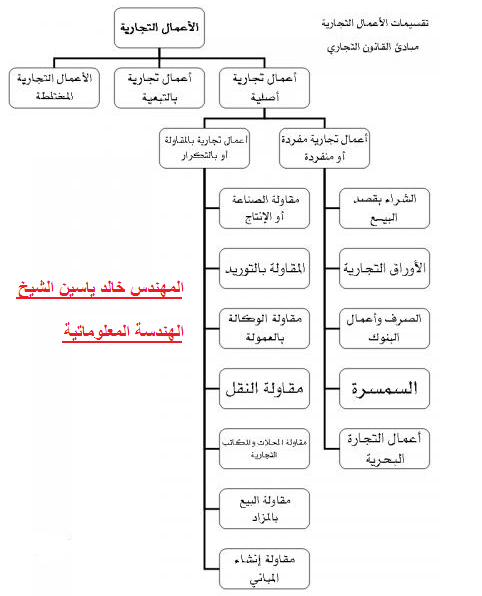 تقسيمات الأعمال التجارية
مبادئ القانون التجاري
الأعمال التجارية
أعمال تجارية
أصلية
أعمال تجارية
بالتبعية
الأعمال التجارية
المختلطة
أعمال تجارية مفردة
أو منفردة
أعمال تجارية بالمقاولة
أو بالتكرار
الشراء بقصد
البيع
الأوراق التجارية
الصرف وأعمال
البنوك
السمسرة
أعمال التجارة
البحرية
مقاولة الصناعة
أو الإنتاج
المقاولة بالتوريد
مقاولة الوكالة
بالعمولة
مقاولة النقل
مقاولة المحلات والمكاتب
التجارية
مقاولة البيع
بالمزاد
مقاولة إنشاء
المباني
المهندس خالد ياسين الشيخ
الهندسة المعلوماتية